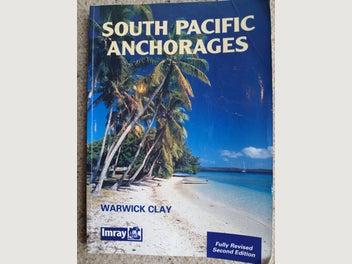 SOUTH PACIFIC
ANCHORAGES
WARWICK CLAY
Imray
Fully Revised
Second Edition